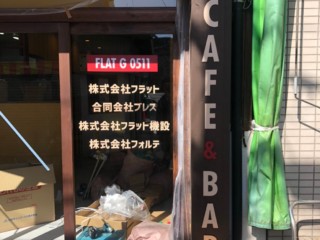 FLAT G 0511
株式会社フラット
合同会社プレス
株式会社フラット機設
株式会社フォルテ
CAFE & BAR